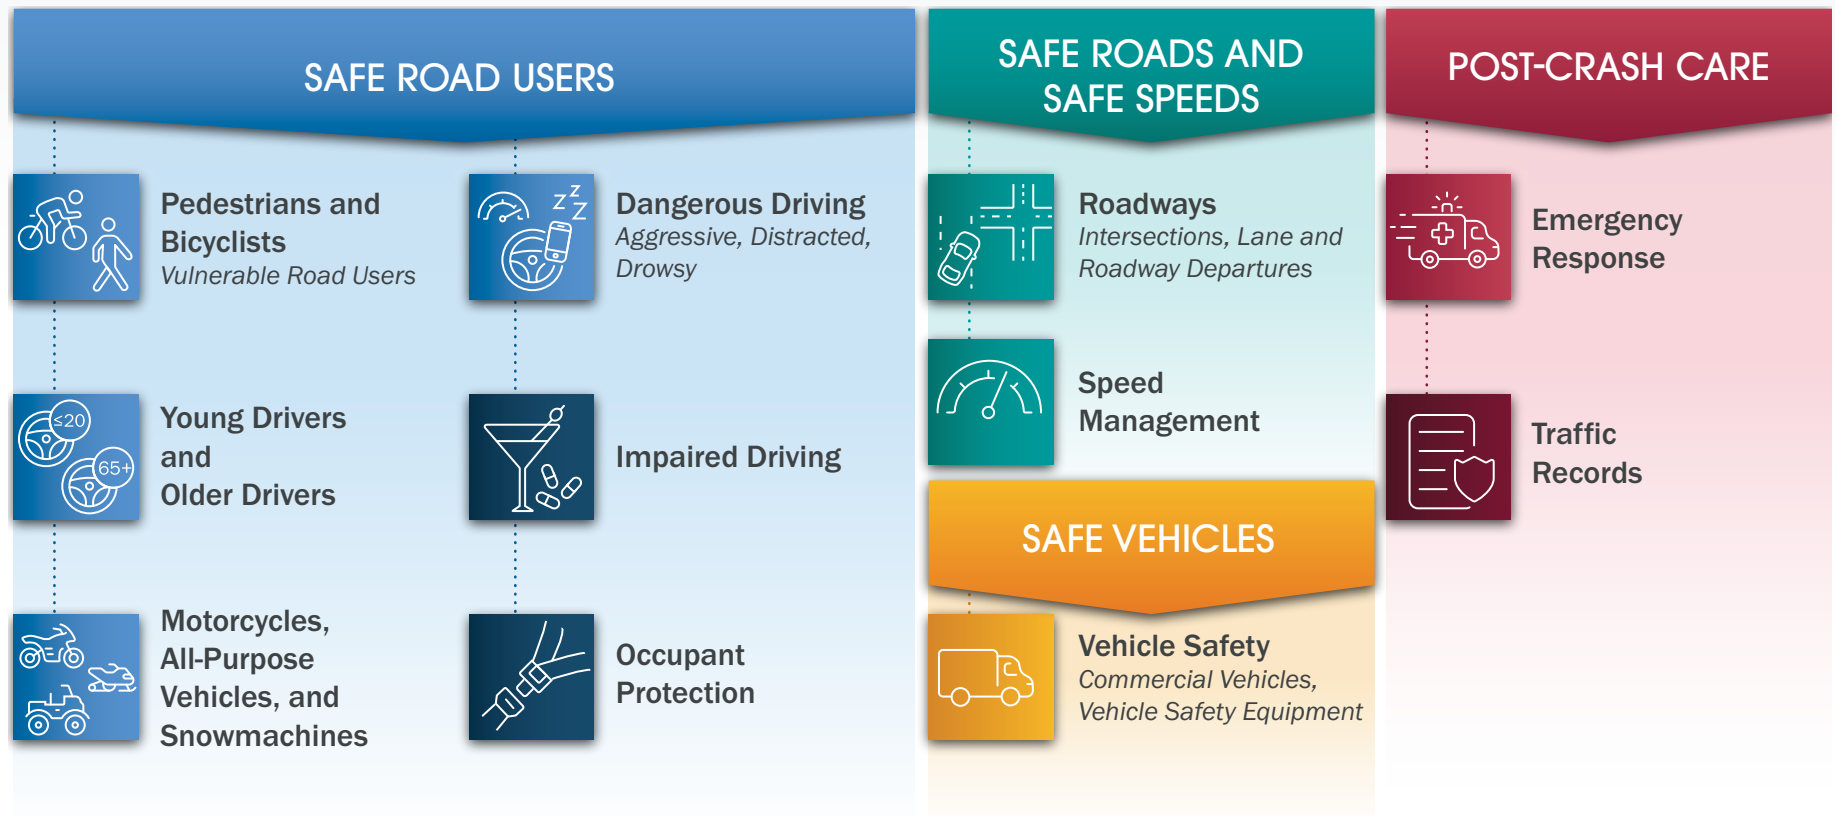 SAFE ROAD USERS
Pedestrians and
Bicyclists
Vulnerable Road Users
≤20
65+
Young Drivers
and
Older Drivers
Motorcycles,
All-Purpose
Vehicles, and
Snowmachines
z
z
z
Dangerous Driving
Aggressive, Distracted,
Drowsy
Impaired Driving
Occupant
Protection
SAFE ROADS AND
SAFE SPEEDS
Roadways
Intersections, Lane and
Roadway Departures
Speed
Management
SAFE VEHICLES
Vehicle Safety
Commercial Vehicles,
Vehicle Safety Equipment
POST-CRASH CARE
Emergency
Response
Traffic
Records